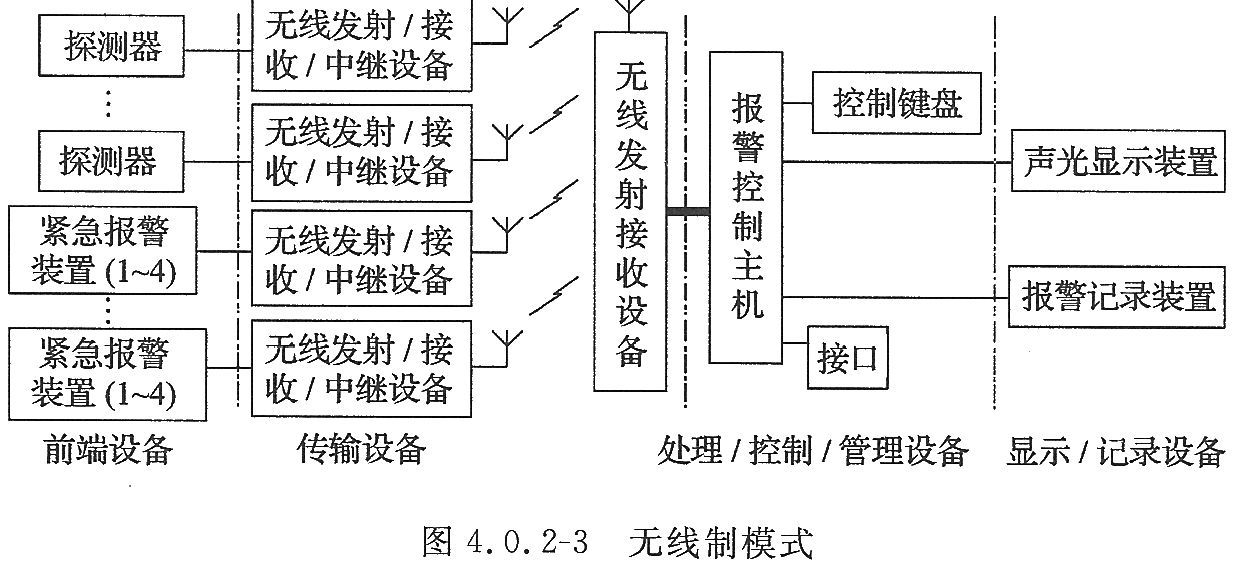 探测器
无线发射/接
收/中继设备
探测器
无线发射/接
收/中继设备
紧急报警
装置(1~4)
无线发射/接
收/中继设备
紧急报警
装置(1~4)
无线发射/接
收/中继设备
无线发射接收设备
报警控制主机
控制键盘
声光显示装置
报警记录装置
接口
前端设备
传输设备
处理/控制/管理设备
显示/记录设备
图 4.0.2-3 无线制模式